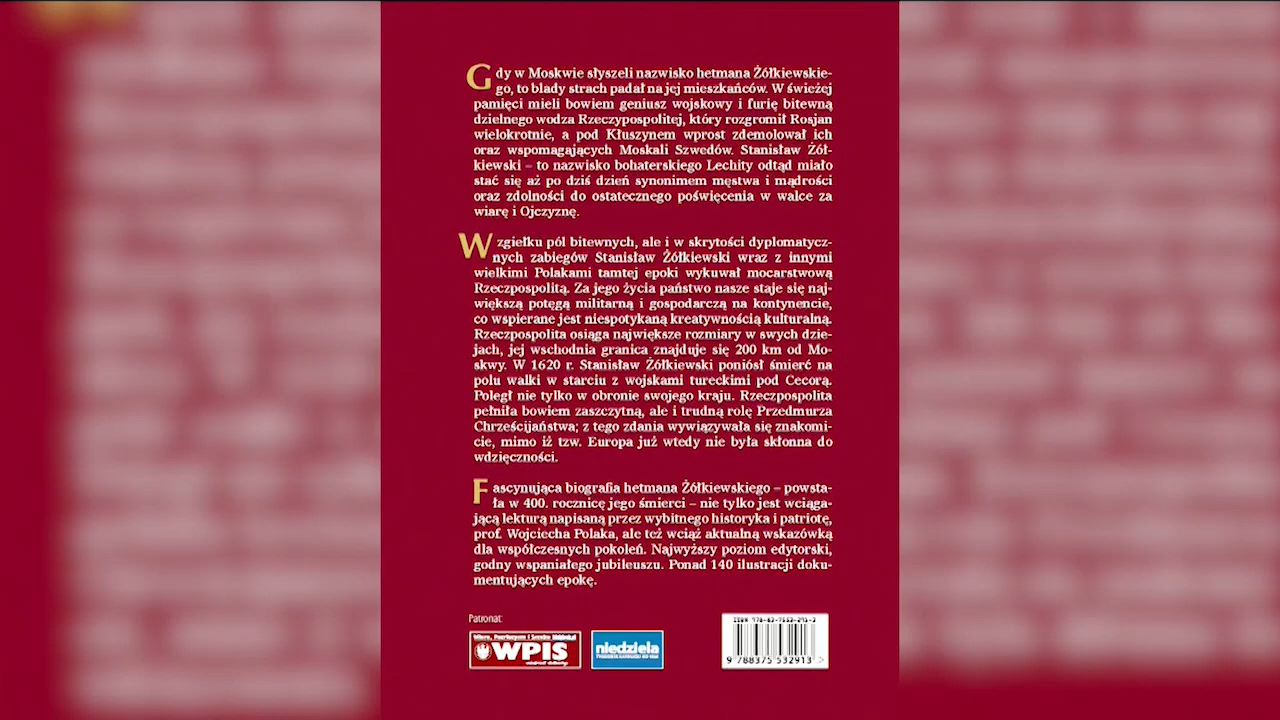 Gdy w Moskwie słyszeli nazwisko hetmana Żółkiewskie-
go, to blady strach padał na jej mieszkańców. W świeżej
pamięci mieli bowiem geniusz wojskowy i furię bitewną
dzielnego wodza Rzeczypospolitej, który rozgromił Rosjan
wielokrotnie, a pod Kłuszynem wprost zdemolował ich
oraz wspomagających Moskali Szwedów. Stanisław Żół-
kiewski – to nazwisko bohaterskiego Lechity odtąd miało
stać się aż po dziś dzień synonimem męstwa i mądrości
oraz zdolności do ostatecznego poświęcenia w walce za
wiarę i Ojczyznę.
W zgiełku pól bitewnych, ale i w skrytości dyplomatycz-
nych zabiegów Stanisław Żółkiewski wraz z innymi
wielkimi Polakami tamtej epoki wykuwał mocarstwową
Rzeczpospolitą. Za jego życia państwo nasze staje się naj-
większą potęgą militarną i gospodarczą na kontynencie,
co wspierane jest niespotykaną kreatywnością kulturalną.
Rzeczpospolita osiąga największe rozmiary w swych dzie-
jach, jej wschodnia granica znajduje się 200 km od Mo-
skwy. W 1620 r. Stanisław Żółkiewski poniósł śmierć na
polu walki w starciu z wojskami tureckimi pod Cecorą.
Poległ nie tylko w obronie swojego kraju. Rzeczpospolita
pełniła bowiem zaszczytną, ale i trudną rolę Przedmurza
Chrześcijaństwa; z tego zdania wywiązywała się znakomi-
cie, mimo iż tzw. Europa już wtedy nie była skłonna do
wdzięczności.
Fascynująca biografia hetmana Żółkiewskiego – powsta-
ła w 400. rocznicę jego śmierci – nie tylko jest wciąga-
jącą lekturą napisaną przez wybitnego historyka i patriotę,
prof. Wojciecha Polaka, ale też wciąż aktualną wskazówką
dla współczesnych pokoleń. Najwyższy poziom edytorski,
godny wspaniałego jubileuszu. Ponad 140 ilustracji doku-
mentujących epokę.
Patronat
WPIS
niedziela
ISBN 978-83-7553-291-3
9 788375 532913 >